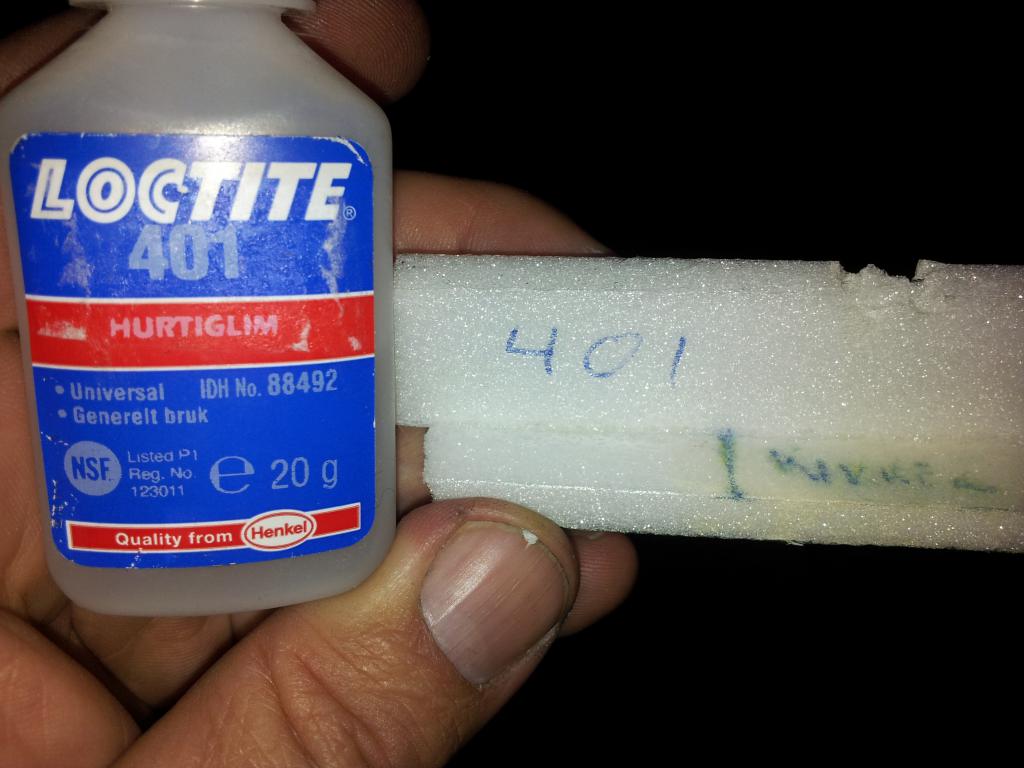 LOCTITE®
401
HURTIGLIM
• Universal IDH No. 88492
• Generelt bruk
NSF. Listed P1
Reg. No.
123011
℮ 20 g
Quality from Henkel
401